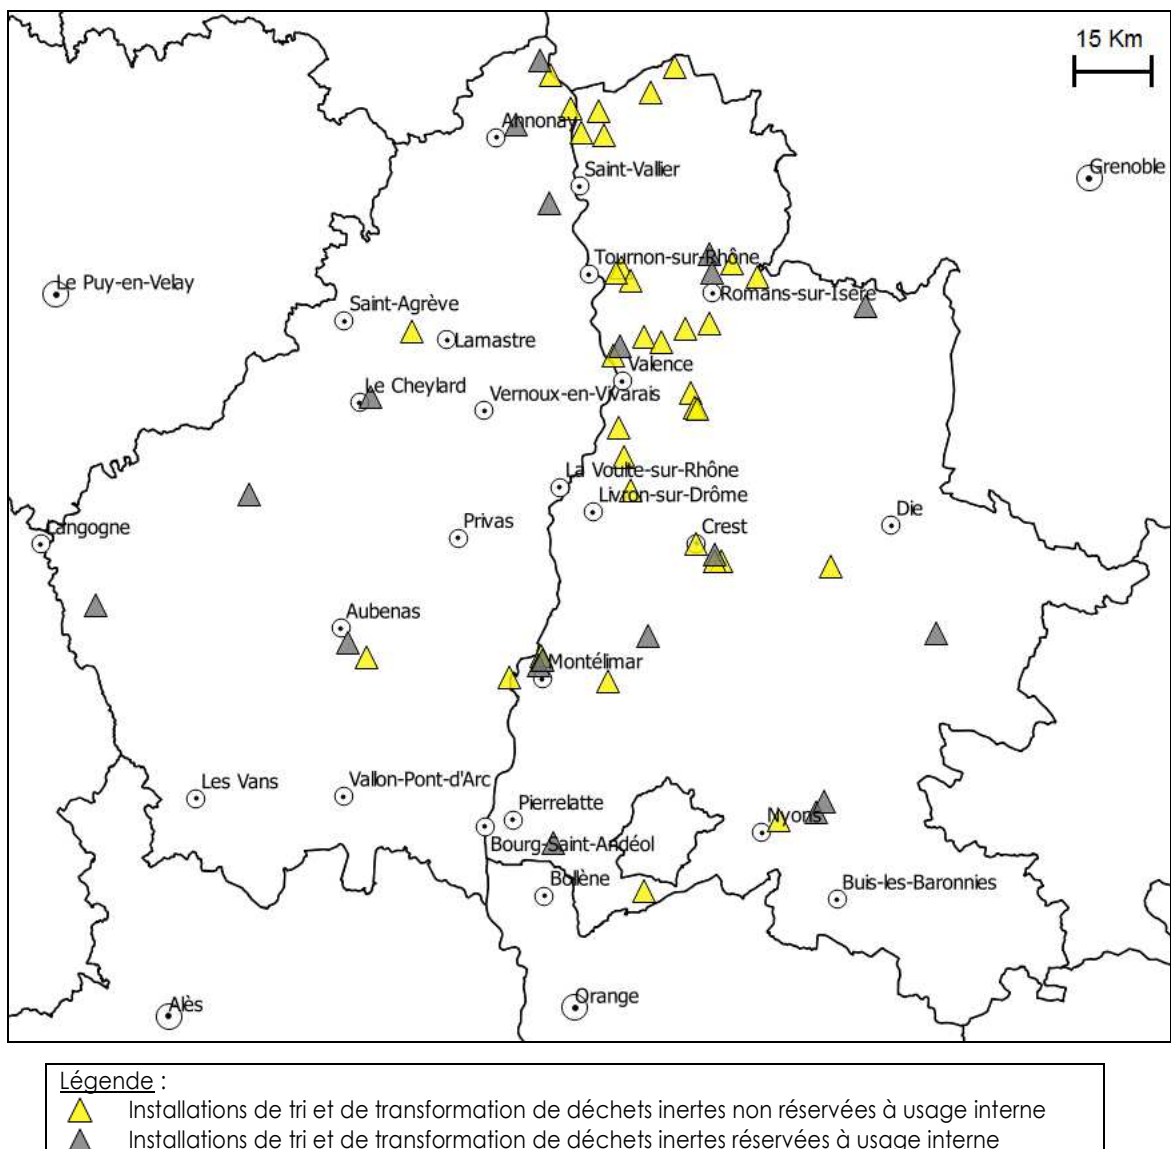 15 Km
Annonay
Saint-Vallier
Grenoble
Tournon-sur-Rhône
Le Puy-en-Velay
Romans-sur-Isère
Saint-Agrève
Lamastre
Valence
Le Cheylard
Vernoux-en-Vivarais
La Voulte-sur-Rhône
Livron-sur-Drôme
Die
Langogne
Privas
Crest
Aubenas
Montélimar
Les Vans
Vallon-Pont-d'Arc
Pierrelatte
Nyons
Bourg-Saint-Andéol
Bollène
Buis-les-Baronnies
Orange
Alès
Légende :
Installations de tri et de transformation de déchets inertes non réservées à usage interne
Installations de tri et de transformation de déchets inertes réservées à usage interne